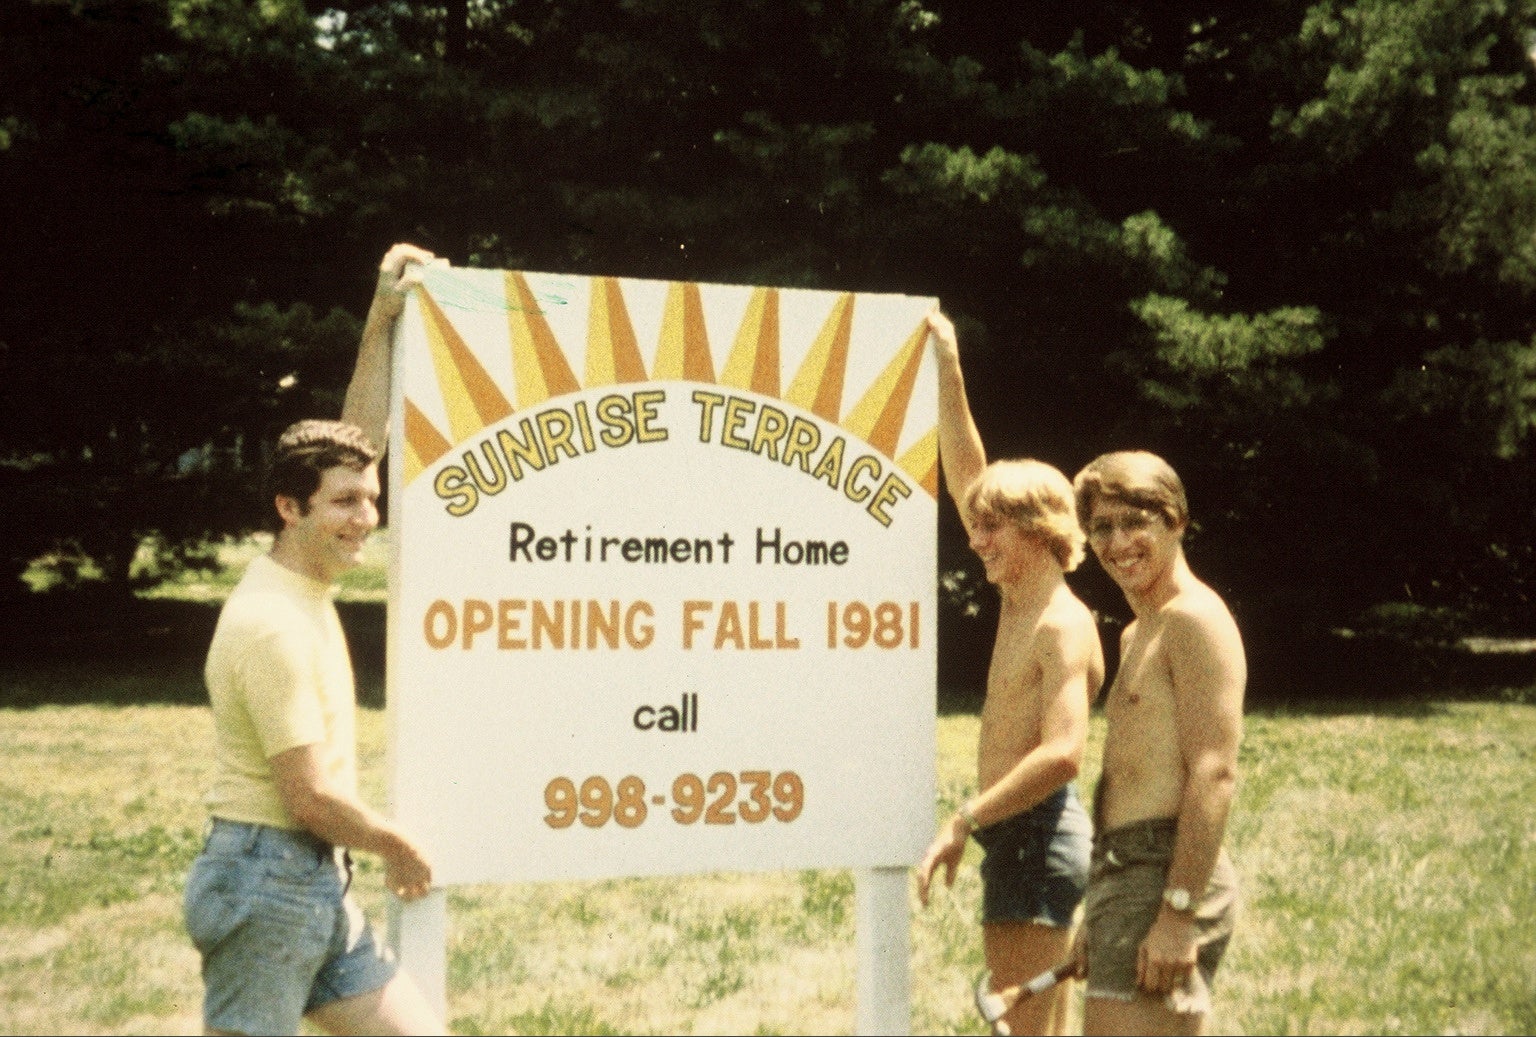 SUNRISE TERRACE
Retirement Home
OPENING FALL 1981
call
998-9239